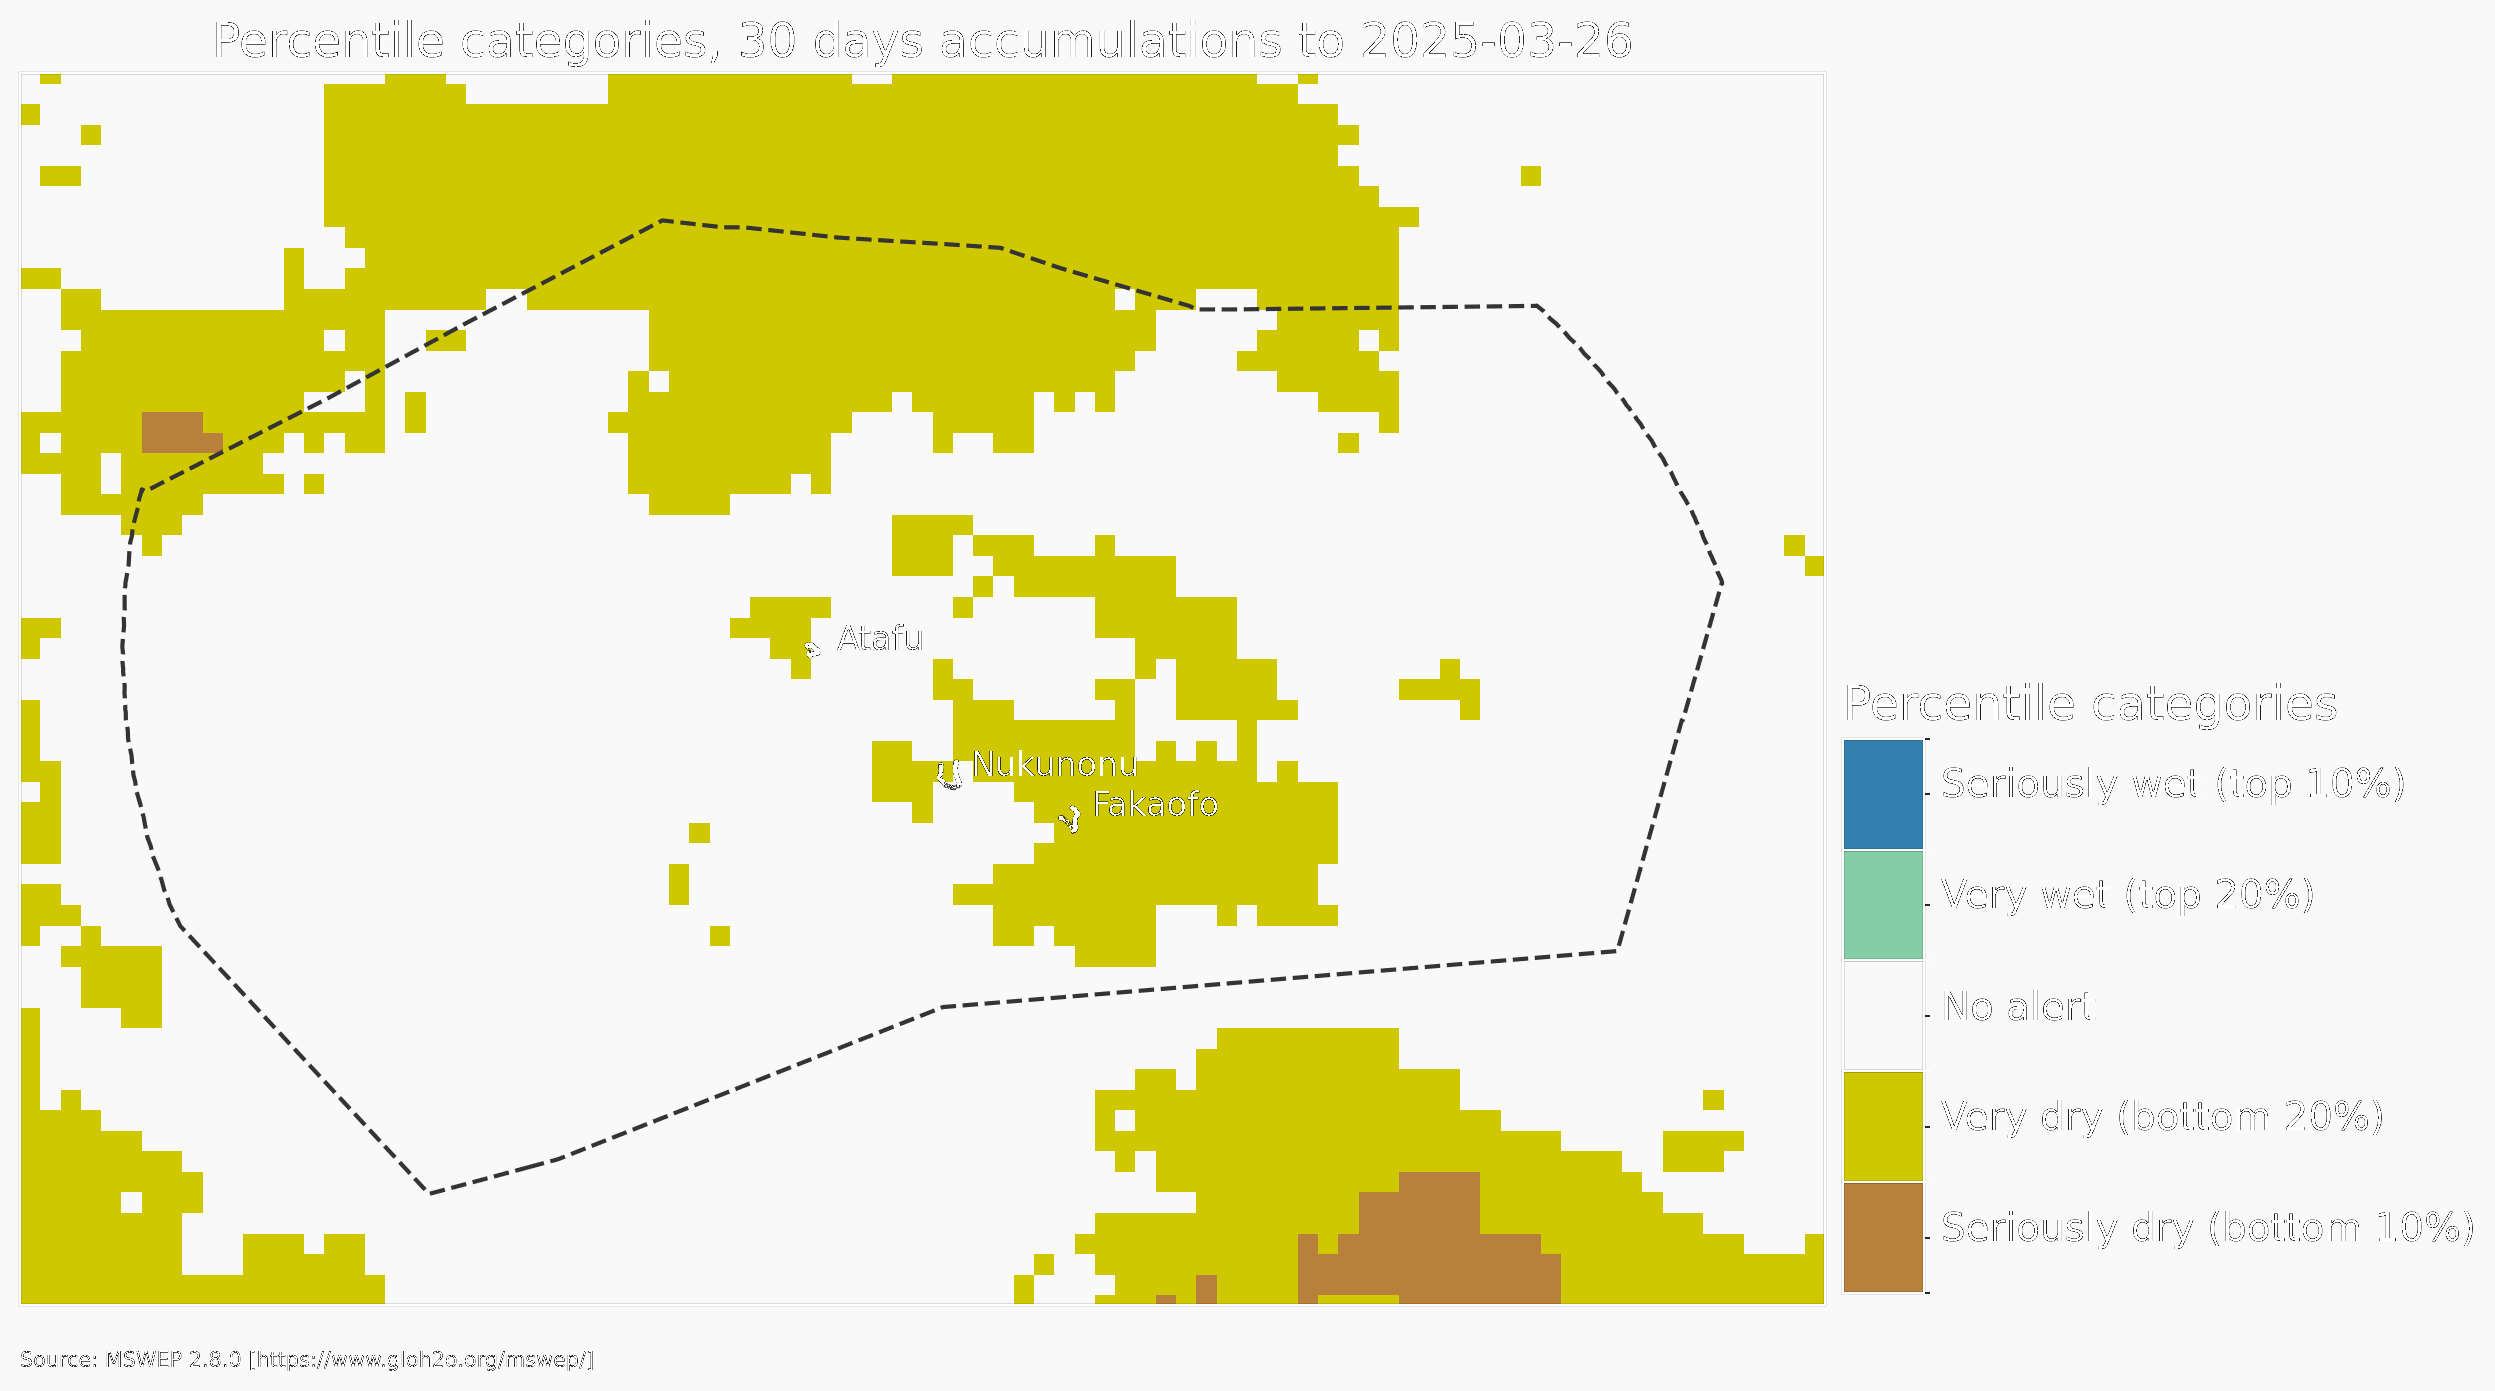 Percentile categories, 30 days accumulations to 2025-03-26
Atafu
Nukunonu
Fakaofo
Percentile categories
Seriously wet (top 10%)
Very wet (top 20%)
No alert
Very dry (bottom 20%)
Seriously dry (bottom 10%)
Source: MSWEP 2.8.0 [https://www.gloh2o.org/mswep/]